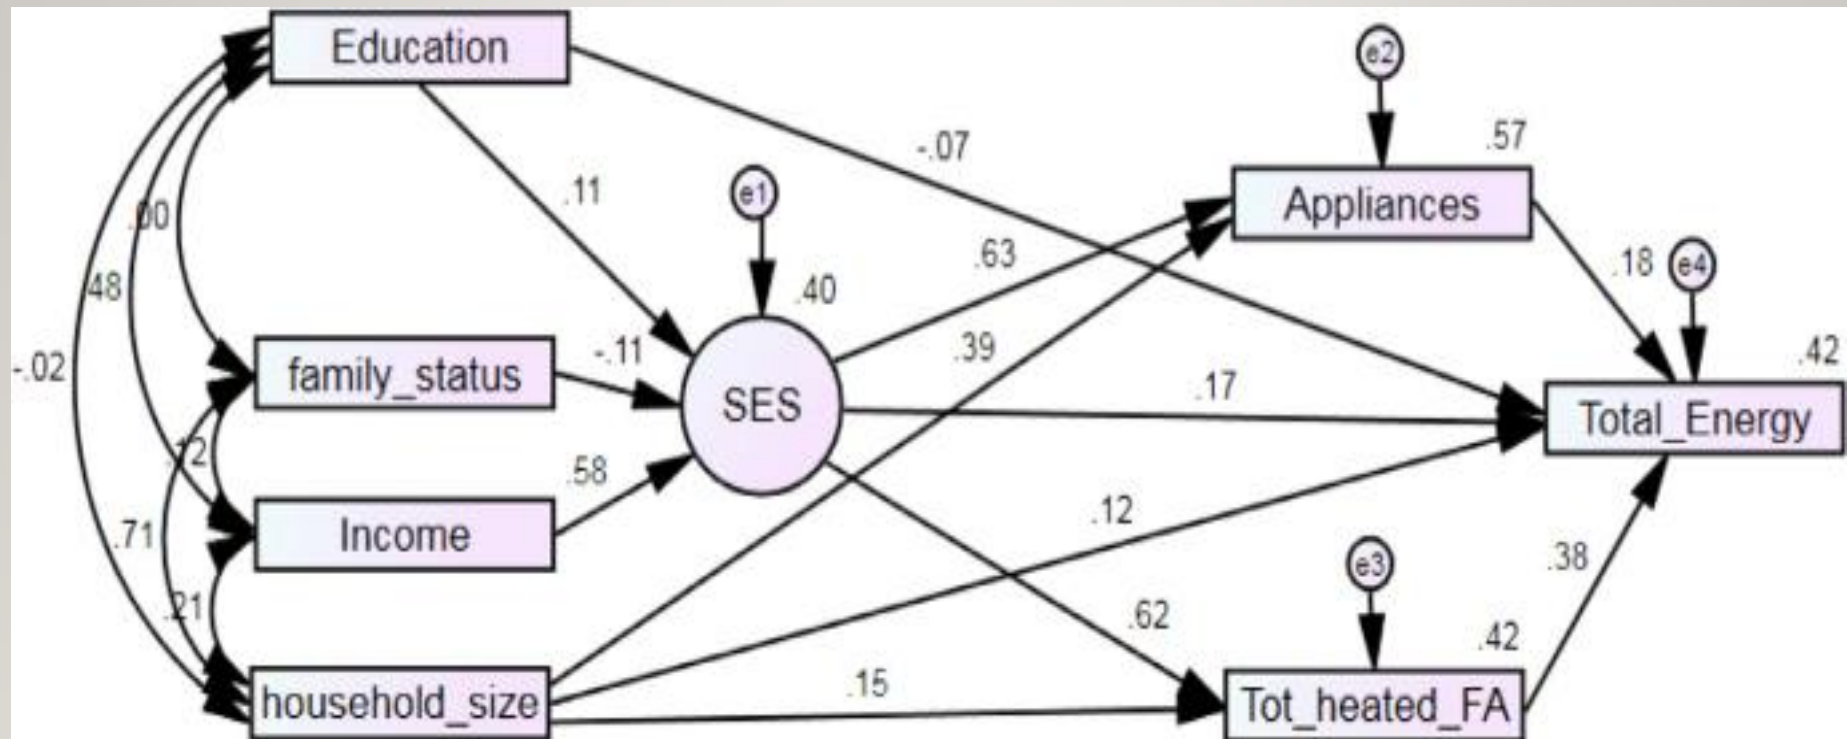 Education
e2
.57
-.07
.11
e1
Appliances
.00
.63
.18
e4
.40
48
-.02
-.11
.39
.42
family_status
SES
.17
Total_Energy
.12
.58
.12
.71
Income
e3
.38
.21
.62
.42
household_size
.15
Tot_heated_FA